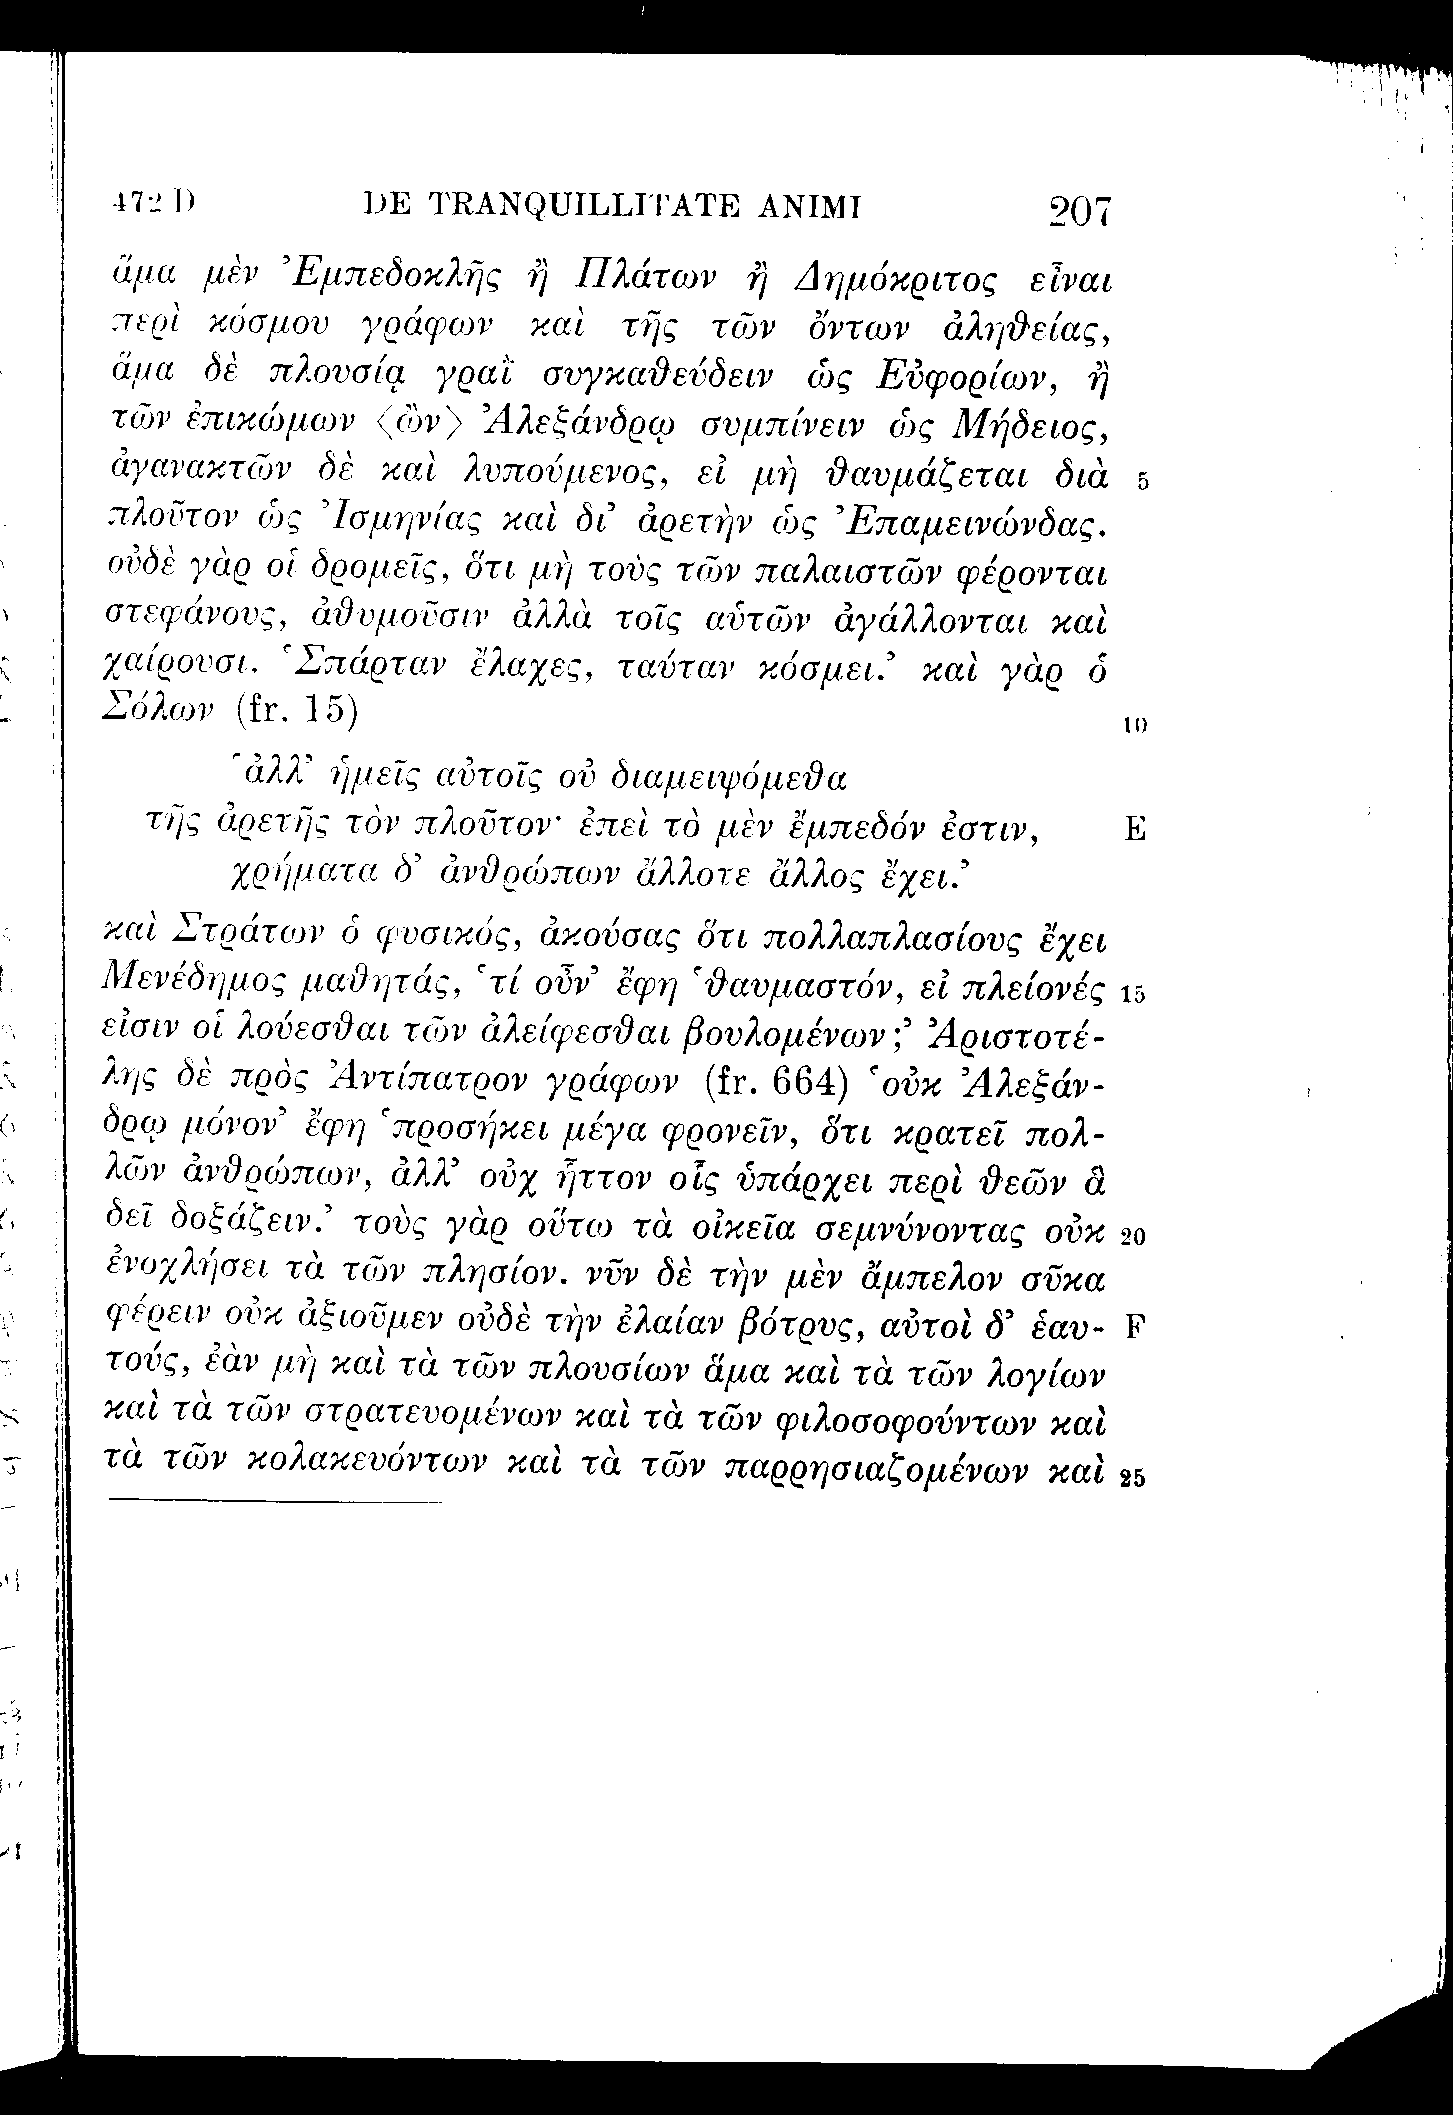 472 D DE TRANQUILLITATE ANIMI 207
ἅμα μὲν Ἐμπεδοκλῆς ἢ Πλάτων ἢ Δημόκριτος εἶναι
περὶ κόσμου γράφων καὶ τῆς τῶν ὄντων ἀληθείας,
ἅμα δὲ πλουσίᾳ γραῒ συγκαθεύδειν ὡς Εὐφορίων, ἢ
τῶν ἐπικώμων ⟨ὢν⟩ Ἀλεξάνδρῳ συμπίνειν ὡς Μήδειος,
ἀγανακτῶν δὲ καὶ λυπούμενος, εἰ μὴ θαυμάζεται διὰ 5
πλοῦτον ὡς Ἰσμηνίας καὶ δι’ ἀρετὴν ὡς Ἐπαμεινώνδας.
οὐδὲ γὰρ οἱ δρομεῖς, ὅτι μὴ τοὺς τῶν παλαιστῶν φέρονται
στεφάνους, ἀθυμοῦσιν ἀλλὰ τοῖς αὑτῶν ἀγάλλονται καὶ
χαίρουσι. ‘Σπάρταν ἔλαχες, ταύταν κόσμει.’ καὶ γὰρ ὁ
Σόλων (fr. 15) 10
‘ἀλλ’ ἡμεῖς αὐτοῖς οὐ διαμειψόμεθα
τῆς ἀρετῆς τὸν πλοῦτον· ἐπεὶ τὸ μὲν ἔμπεδόν ἐστιν, E
χρήματα δ’ ἀνθρώπων ἄλλοτε ἄλλος ἔχει.’
καὶ Στράτων ὁ φυσικός, ἀκούσας ὅτι πολλαπλασίους ἔχει
Μενέδημος μαθητάς, ‘τί οὖν’ ἔφη ‘θαυμαστόν, εἰ πλείονές 15
εἰσιν οἱ λούεσθαι τῶν ἀλείφεσθαι βουλομένων;’ Ἀριστοτέ-
λης δὲ πρὸς Ἀντίπατρον γράφων (fr. 664) ‘οὐκ Ἀλεξάν-
δρῳ μόνον’ ἔφη ‘προσήκει μέγα φρονεῖν, ὅτι κρατεῖ πολ-
λῶν ἀνθρώπων, ἀλλ’ οὐχ ἧττον οἷς ὑπάρχει περὶ θεῶν ἃ
δεῖ δοξάζειν.’ τοὺς γὰρ οὕτω τὰ οἰκεῖα σεμνύνοντας οὐκ 20
ἐνοχλήσει τὰ τῶν πλησίον. νῦν δὲ τὴν μὲν ἄμπελον σῦκα
φέρειν οὐκ ἀξιοῦμεν οὐδὲ τὴν ἐλαίαν βότρυς, αὐτοὶ δ’ ἑαυ- F
τούς, ἐὰν μὴ καὶ τὰ τῶν πλουσίων ἅμα καὶ τὰ τῶν λογίων
καὶ τὰ τῶν στρατευομένων καὶ τὰ τῶν φιλοσοφούντων καὶ
τὰ τῶν κολακευόντων καὶ τὰ τῶν παρρησιαζομένων καὶ 25